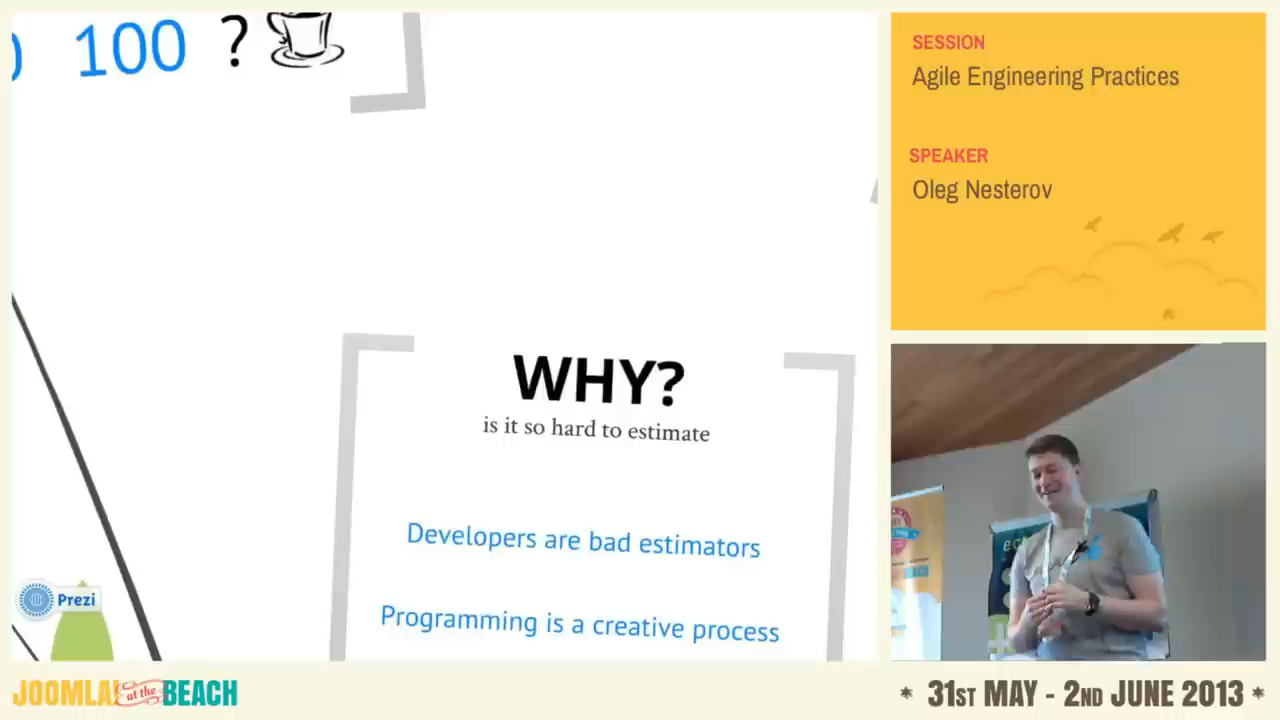 100 ?
WHY?
is it so hard to estimate
Developers are bad estimators
Programming is a creative process
Prezi
SESSION
Agile Engineering Practices
SPEAKER
Oleg Nesterov
JOOMLA! at the BEACH
* 31ST MAY - 2ND JUNE 2013 *